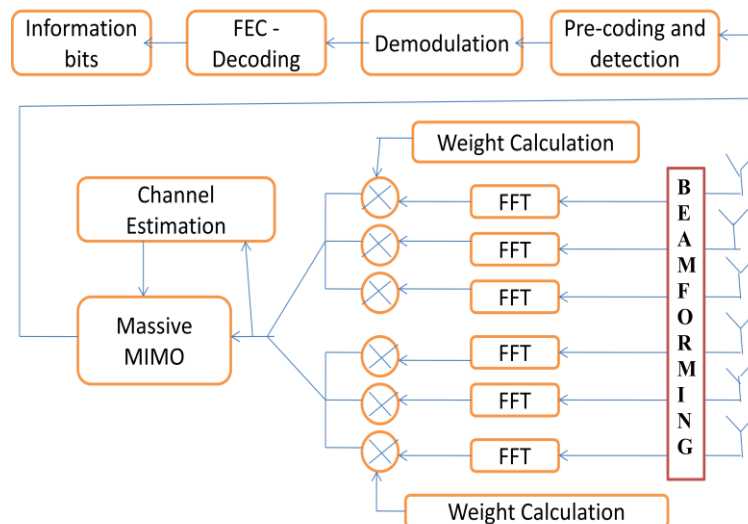 Information
bits
FEC -
Decoding
Demodulation
Pre-coding and
detection
Weight Calculation
Channel
Estimation
Massive
MIMO
FFT
FFT
FFT
FFT
FFT
FFT
BEAMFORMING
Weight Calculation